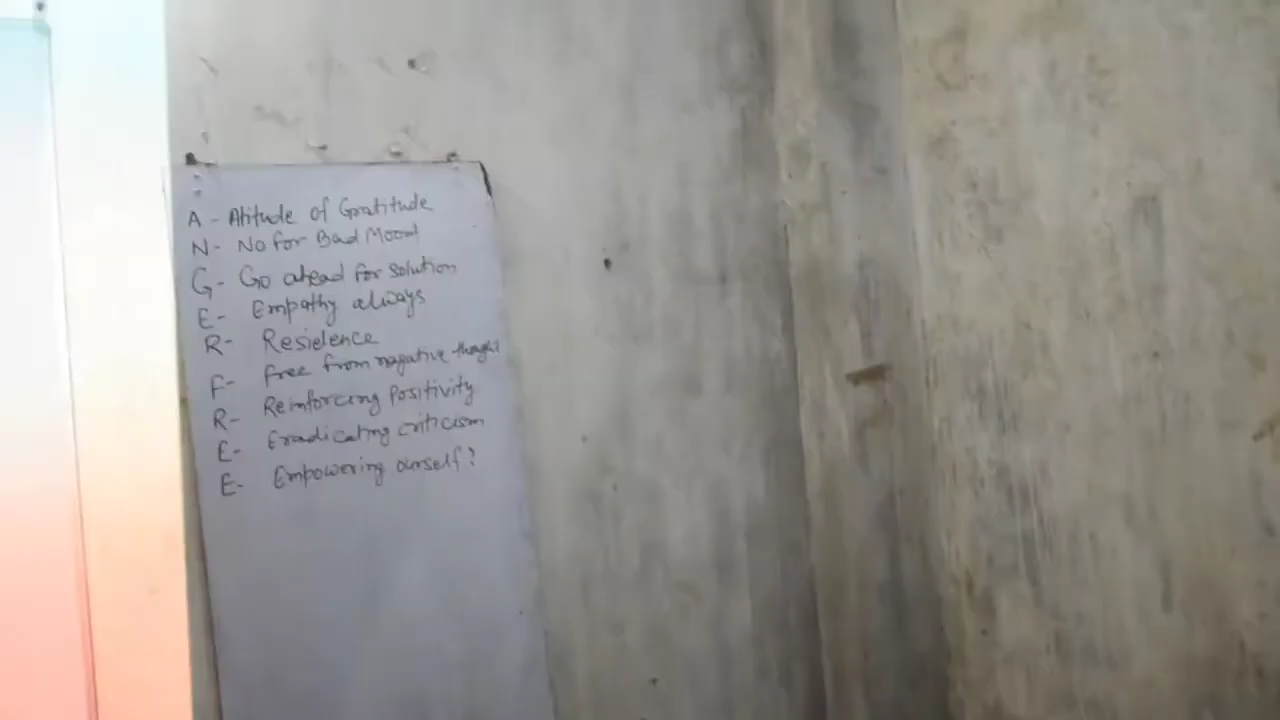 A - Atitude of Gratitude
N - No for Bad Mood
G - Go ahead for solution
E - Empathy always
R - Resielence
F - free from negative thought
R - Reinforcing Positivity
E - Eradicating criticism
E - Empowering ourself?